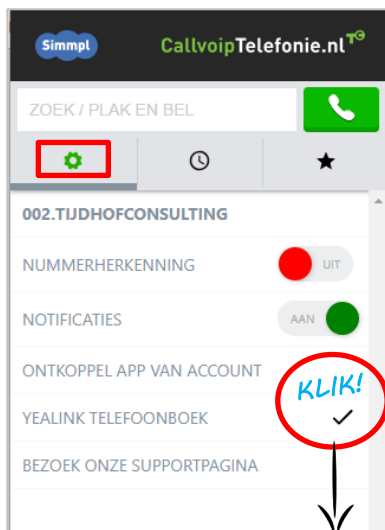 Simmpl
CallvoipTelefonie.nl
ZOEK / PLAK EN BEL
002.TIJDHOFCONSULTING
NUMMERHERKENNING UIT
NOTIFICATIES AAN
ONTKOPPEL APP VAN ACCOUNT
KLIK!
YEALINK TELEFOONBOEK
BEZOEK ONZE SUPPORTPAGINA